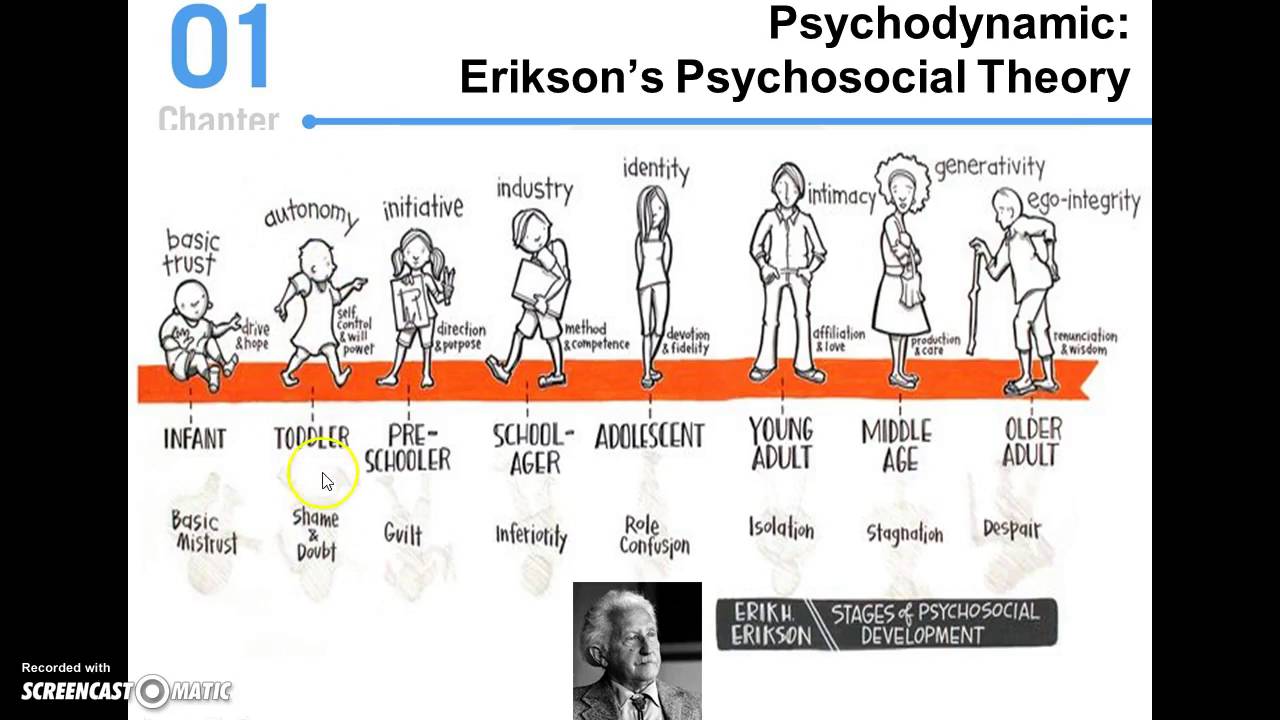 01
Chapter
Psychodynamic:
Erikson's Psychosocial Theory
basic
trust
autonomy
initiative
industry
identity
intimacy
generativity
ego-integrity
drive
& hope
self
control
& will
power
direction
& purpose
method
& competence
devotion
& fidelity
affiliation
& love
production
& care
renunciation
& wisdom
INFANT
TODDLER
PRE-
SCHOOLER
SCHOOL-
AGER
ADOLESCENT
YOUNG
ADULT
MIDDLE
AGE
OLDER
ADULT
Basic
Mistrust
Shame
&
Doubt
Guilt
Inferiority
Role
Confusion
Isolation
Stagnation
Despair
ERIK H.
ERIKSON
STAGES of PSYCHOSOCIAL
DEVELOPMENT
Recorded with
SCREENCAST MATIC